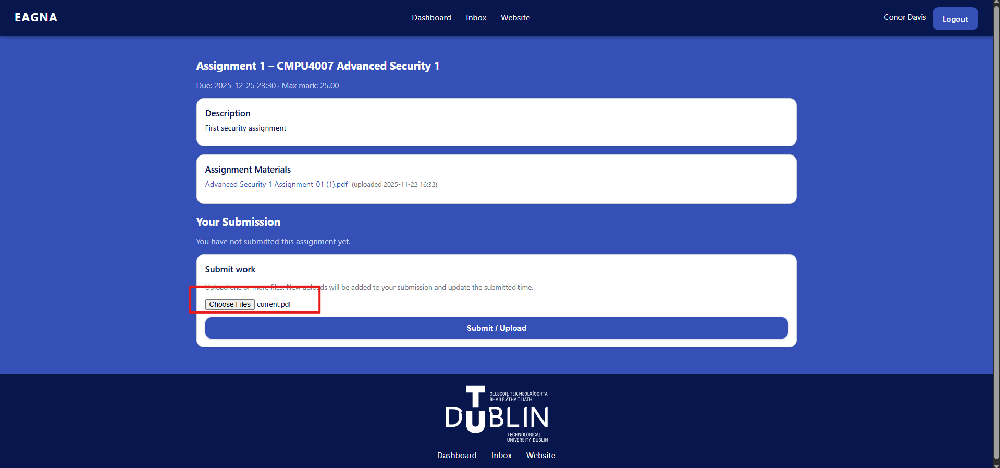 EAGNA
Dashboard Inbox Website
Conor Davis Logout
Assignment 1 – CMPU4007 Advanced Security 1
Due: 2025-12-25 23:30 · Max mark: 25.00
Description
First security assignment
Assignment Materials
Advanced Security 1 Assignment-01 (1).pdf (uploaded 2025-11-22 16:32)
Your Submission
You have not submitted this assignment yet.
Submit work
Upload one or more files. New uploads will be added to your submission and update the submitted time.
Choose Files current.pdf
Submit / Upload
OLLSCOIL TEICNEOLAÍOCHTA
BHAILE ÁTHA CLIATH
TU DUBLIN
TECHNOLOGICAL
UNIVERSITY DUBLIN
Dashboard Inbox Website